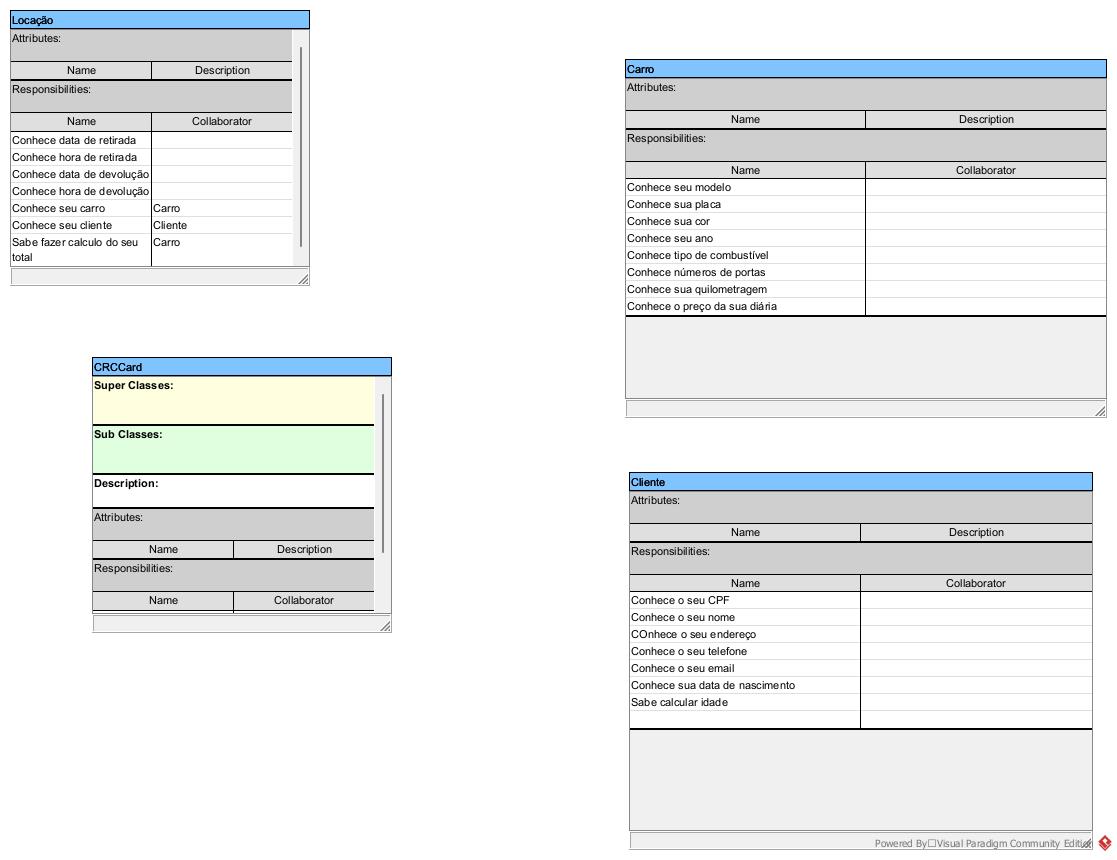 Locação
Attributes:
Name Description
Responsibilities:
Name Collaborator
Conhece data de retirada
Conhece hora de retirada
Conhece data de devolução
Conhece hora de devolução
Conhece seu carro Carro
Conhece seu cliente Cliente
Sabe fazer calculo do seu Carro
total
Carro
Attributes:
Name Description
Responsibilities:
Name Collaborator
Conhece seu modelo
Conhece sua placa
Conhece sua cor
Conhece seu ano
Conhece tipo de combustível
Conhece números de portas
Conhece sua quilometragem
Conhece o preço da sua diária
CRCCard
Super Classes:
Sub Classes:
Description:
Attributes:
Name Description
Responsibilities:
Name Collaborator
Cliente
Attributes:
Name Description
Responsibilities:
Name Collaborator
Conhece o seu CPF
Conhece o seu nome
COnhece o seu endereço
Conhece o seu telefone
Conhece o seu email
Conhece sua data de nascimento
Sabe calcular idade
Powered By Visual Paradigm Community Edition